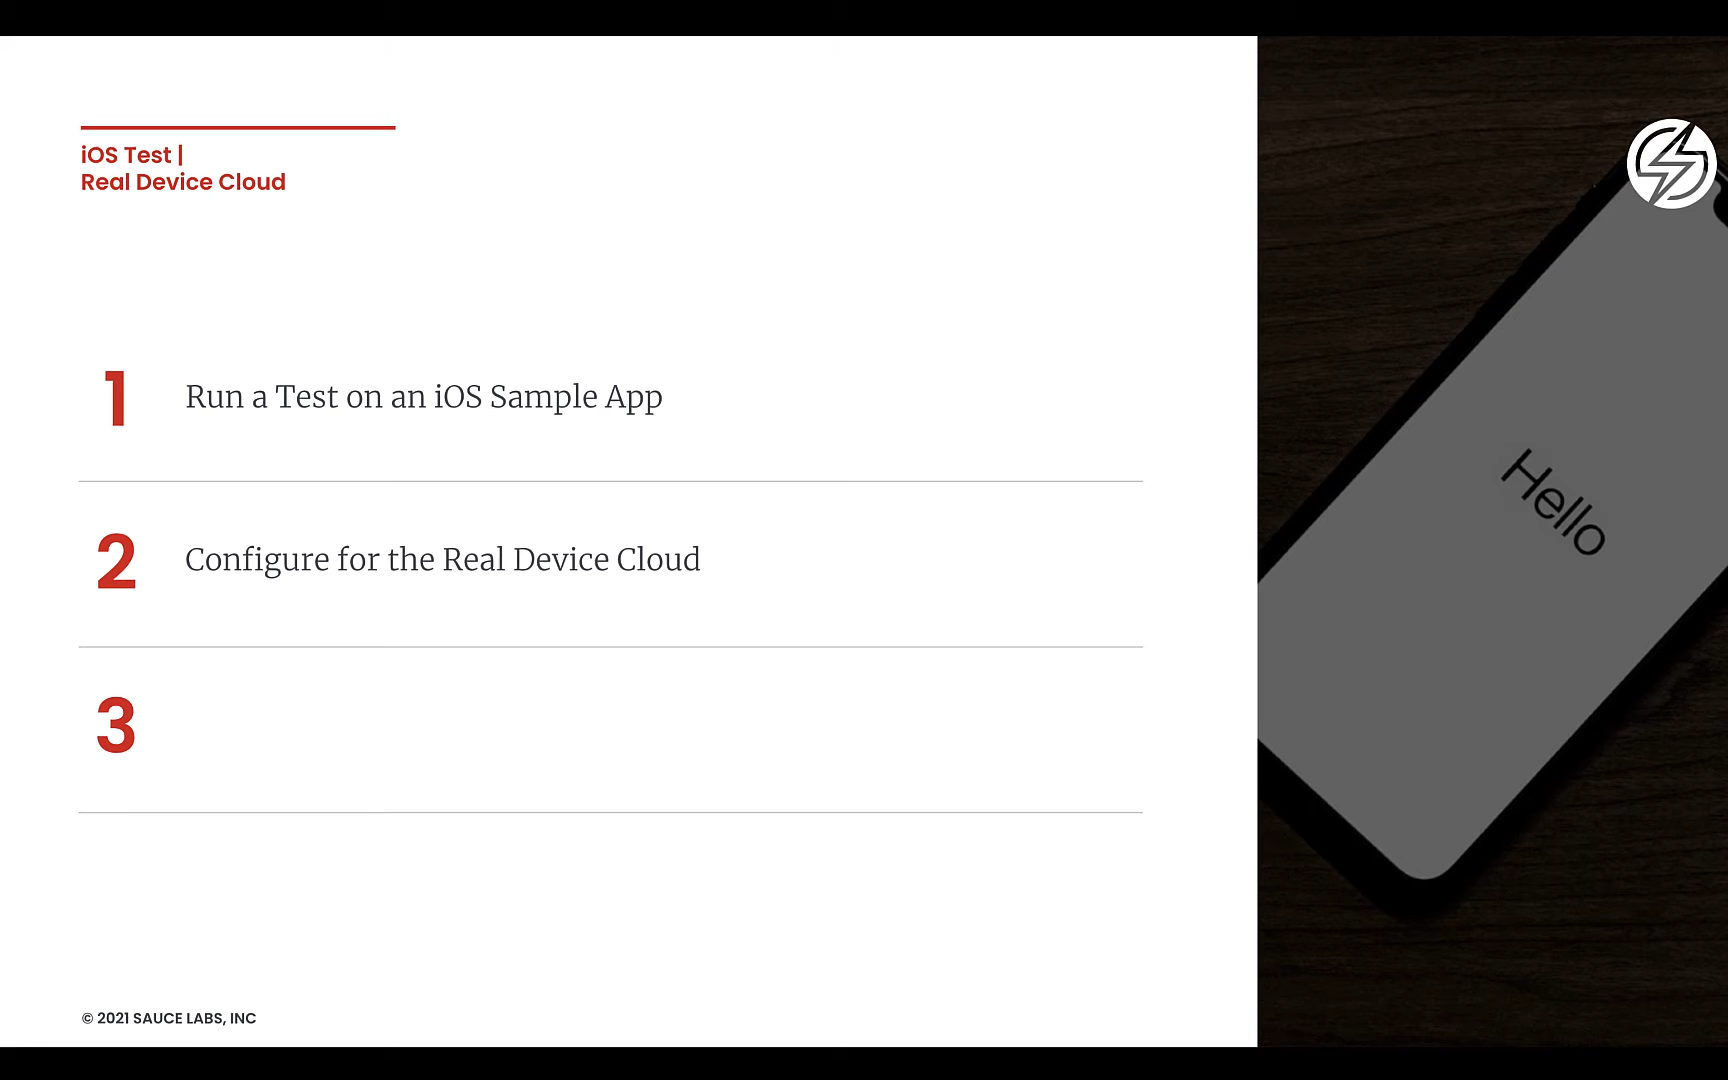 iOS Test |
Real Device Cloud
1 Run a Test on an iOS Sample App
2 Configure for the Real Device Cloud
3
© 2021 SAUCE LABS, INC
Hello